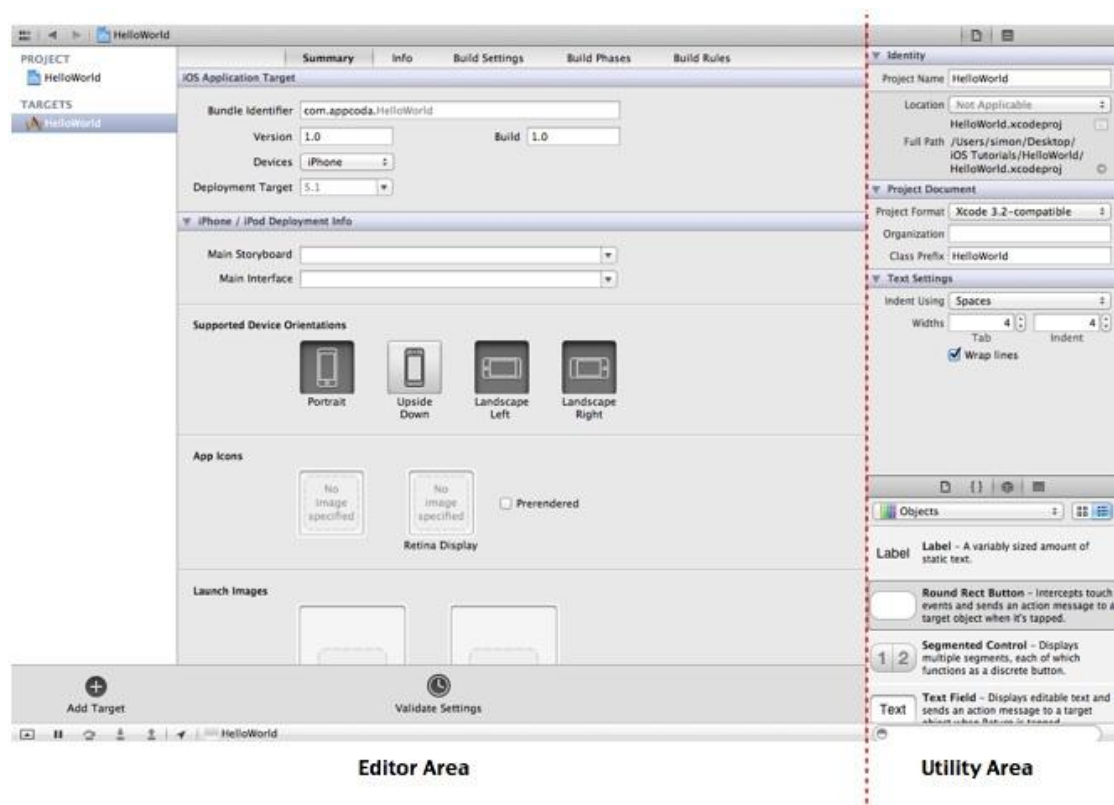 HelloWorld
PROJECT
HelloWorld
TARGETS
HelloWorld
Summary Info Build Settings Build Phases Build Rules
iOS Application Target
Bundle Identifier com.appcoda.HelloWorld
Version 1.0 Build 1.0
Devices iPhone
Deployment Target 5.1
iPhone / iPod Deployment Info
Main Storyboard
Main Interface
Supported Device Orientations
Portrait
Upside
Down
Landscape
Left
Landscape
Right
App Icons
No
image
specified
No
image
specified
Prerendered
Retina Display
Launch Images
Add Target
Validate Settings
HelloWorld
Identity
Project Name HelloWorld
Location Not Applicable
HelloWorld.xcodeproj
Full Path /Users/simon/Desktop/
iOS Tutorials/HelloWorld/
HelloWorld.xcodeproj
Project Document
Project Format Xcode 3.2-compatible
Organization
Class Prefix HelloWorld
Text Settings
Indent Using Spaces
Widths 4 4
Tab Indent
Wrap lines
{}
Objects
Label
Label - A variably sized amount of
static text.
Round Rect Button - Intercepts touch
events and sends an action message to a
target object when it's tapped.
1 2
Segmented Control - Displays
multiple segments, each of which
functions as a discrete button.
Text
Text Field - Displays editable text and
sends an action message to a target
object when Return is tapped
Editor Area
Utility Area